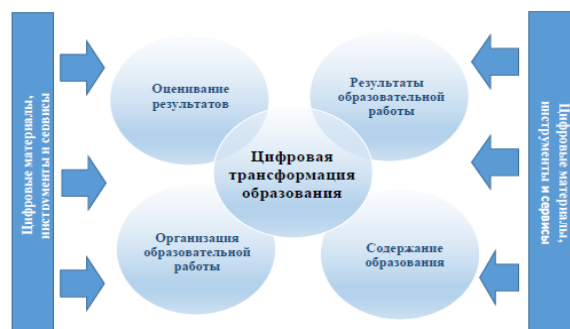 Цифровые материалы,
инструменты и сервисы
Оценивание
результатов
Результаты
образовательной
работы
Цифровая
трансформация
образования
Организация
образовательной
работы
Содержание
образования
Цифровые материалы,
инструменты и сервисы